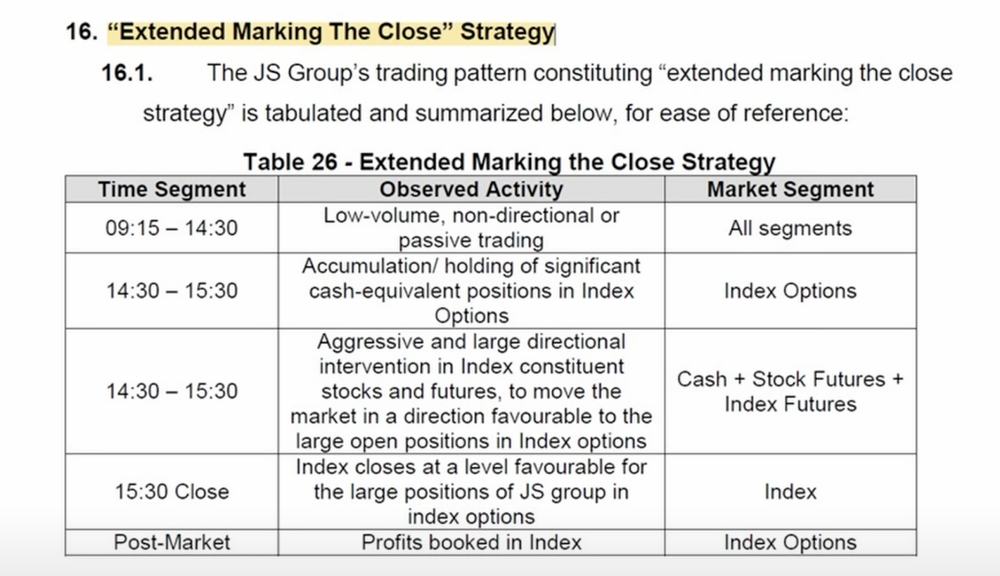 16. “Extended Marking The Close” Strategy
16.1. The JS Group’s trading pattern constituting “extended marking the close
strategy” is tabulated and summarized below, for ease of reference:
Table 26 - Extended Marking the Close Strategy
Time Segment Observed Activity Market Segment
09:15 – 14:30
Low-volume, non-directional or
passive trading
All segments
14:30 – 15:30
Accumulation/ holding of significant
cash-equivalent positions in Index
Options
Index Options
14:30 – 15:30
Aggressive and large directional
intervention in Index constituent
stocks and futures, to move the
market in a direction favourable to the
large open positions in Index options
Cash + Stock Futures +
Index Futures
15:30 Close
Index closes at a level favourable for
the large positions of JS group in
index options
Index
Post-Market Profits booked in Index Index Options